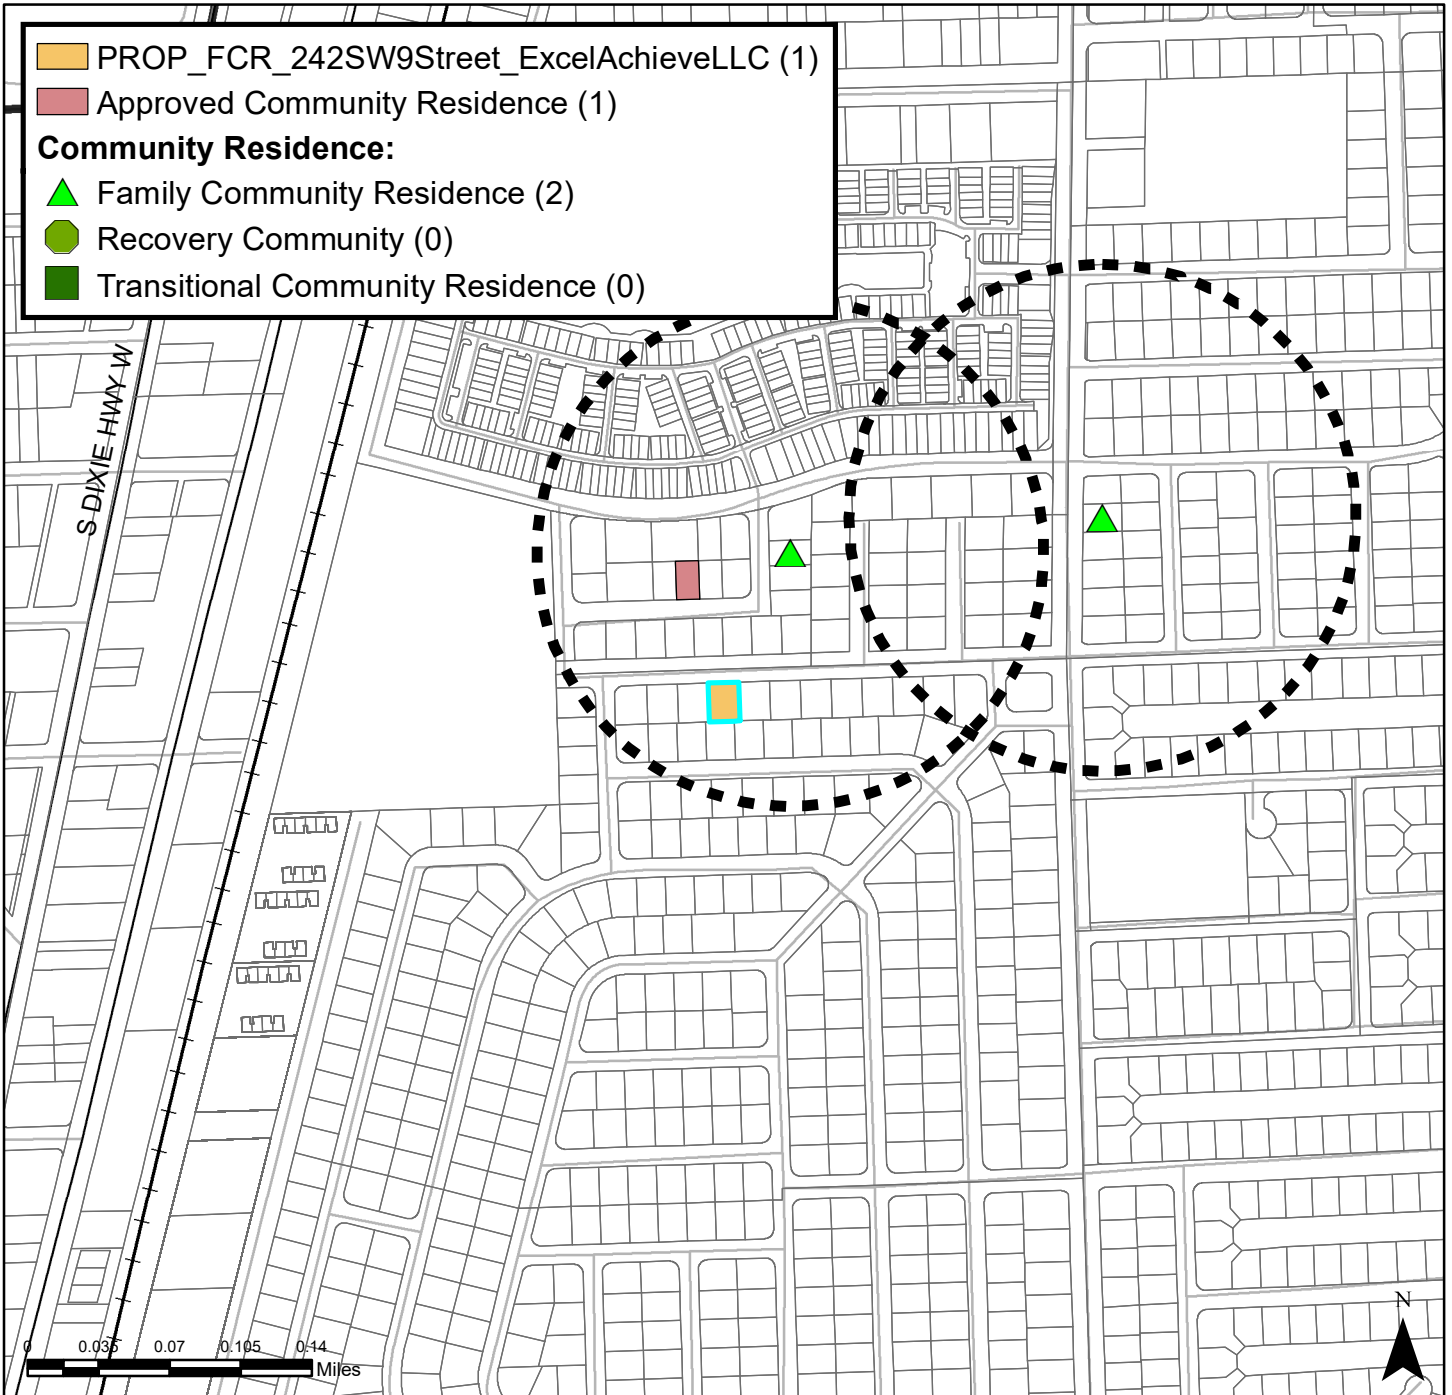 PROP_FCR_242SW9Street_ExcelAchieveLLC (1)
Approved Community Residence (1)
Community Residence:
Family Community Residence (2)
Recovery Community (0)
Transitional Community Residence (0)
S DIXIE HWY W
N
0 0.035 0.07 0.105 0.14
Miles